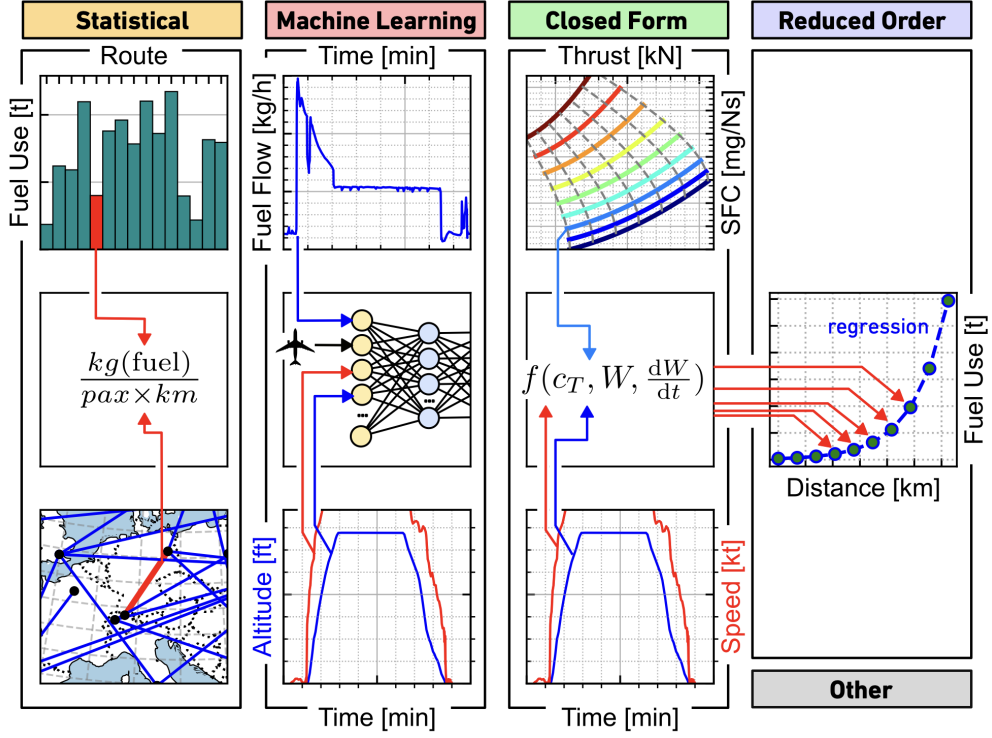 Statistical
Machine Learning
Closed Form
Reduced Order
Route
Time [min]
Thrust [kN]
Fuel Use [t]
Fuel Flow [kg/h]
SFC [mg/Ns]
kg(fuel)
pax×km
...
...
f(c_T, W, dW/dt)
regression
Fuel Use [t]
Distance [km]
Altitude [ft]
Speed [kt]
Time [min]
Time [min]
Other